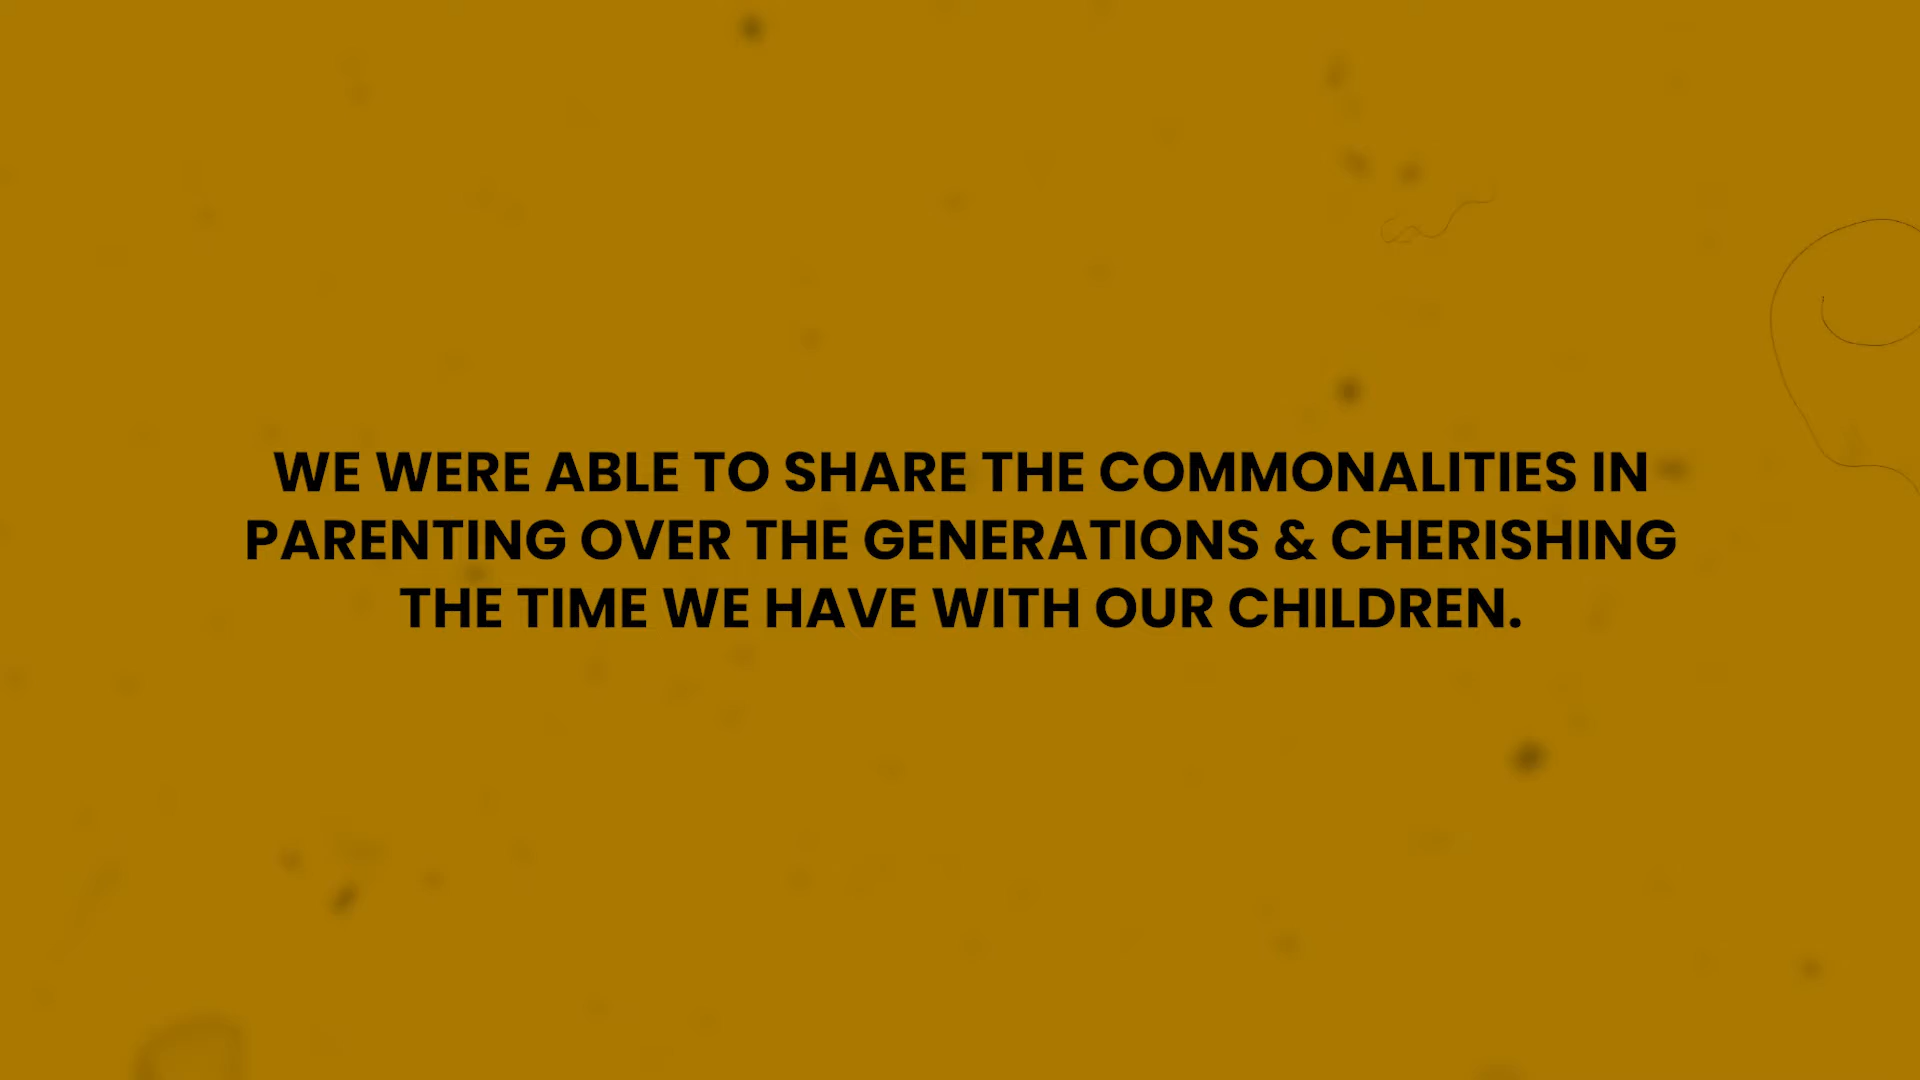 WE WERE ABLE TO SHARE THE COMMONALITIES IN
PARENTING OVER THE GENERATIONS & CHERISHING
THE TIME WE HAVE WITH OUR CHILDREN.